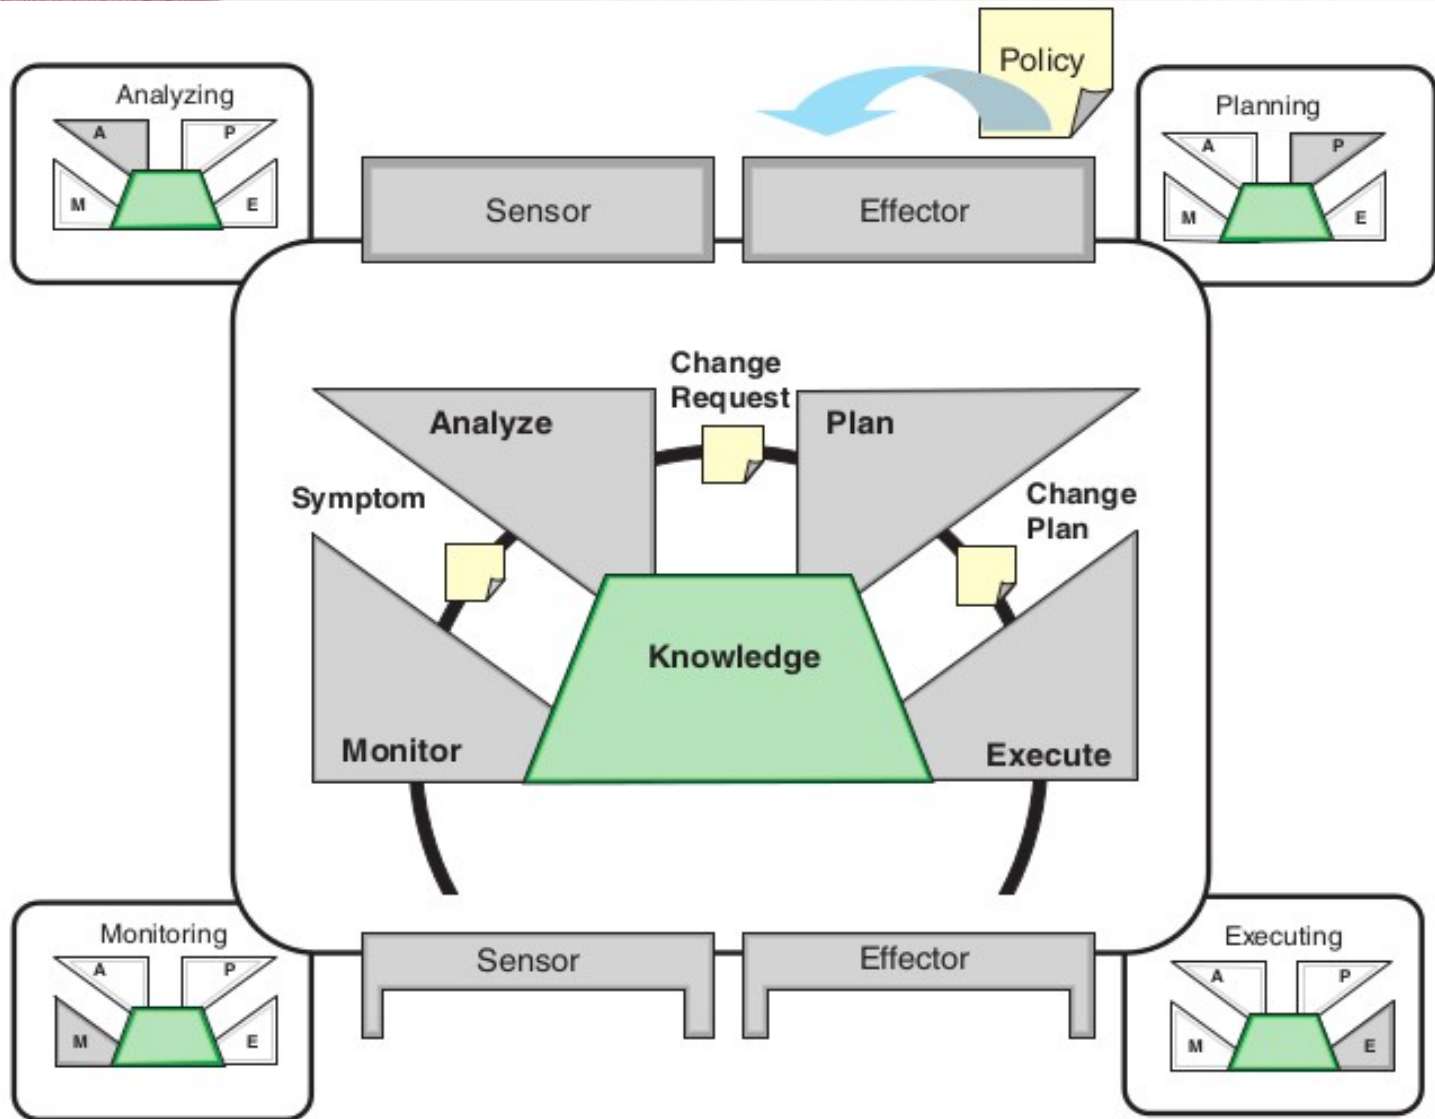 Policy
Analyzing
A
P
M
E
Planning
A
P
M
E
Sensor
Effector
Change
Request
Analyze
Plan
Symptom
Change
Plan
Knowledge
Monitor
Execute
Monitoring
A
P
M
E
Sensor
Effector
Executing
A
P
M
E